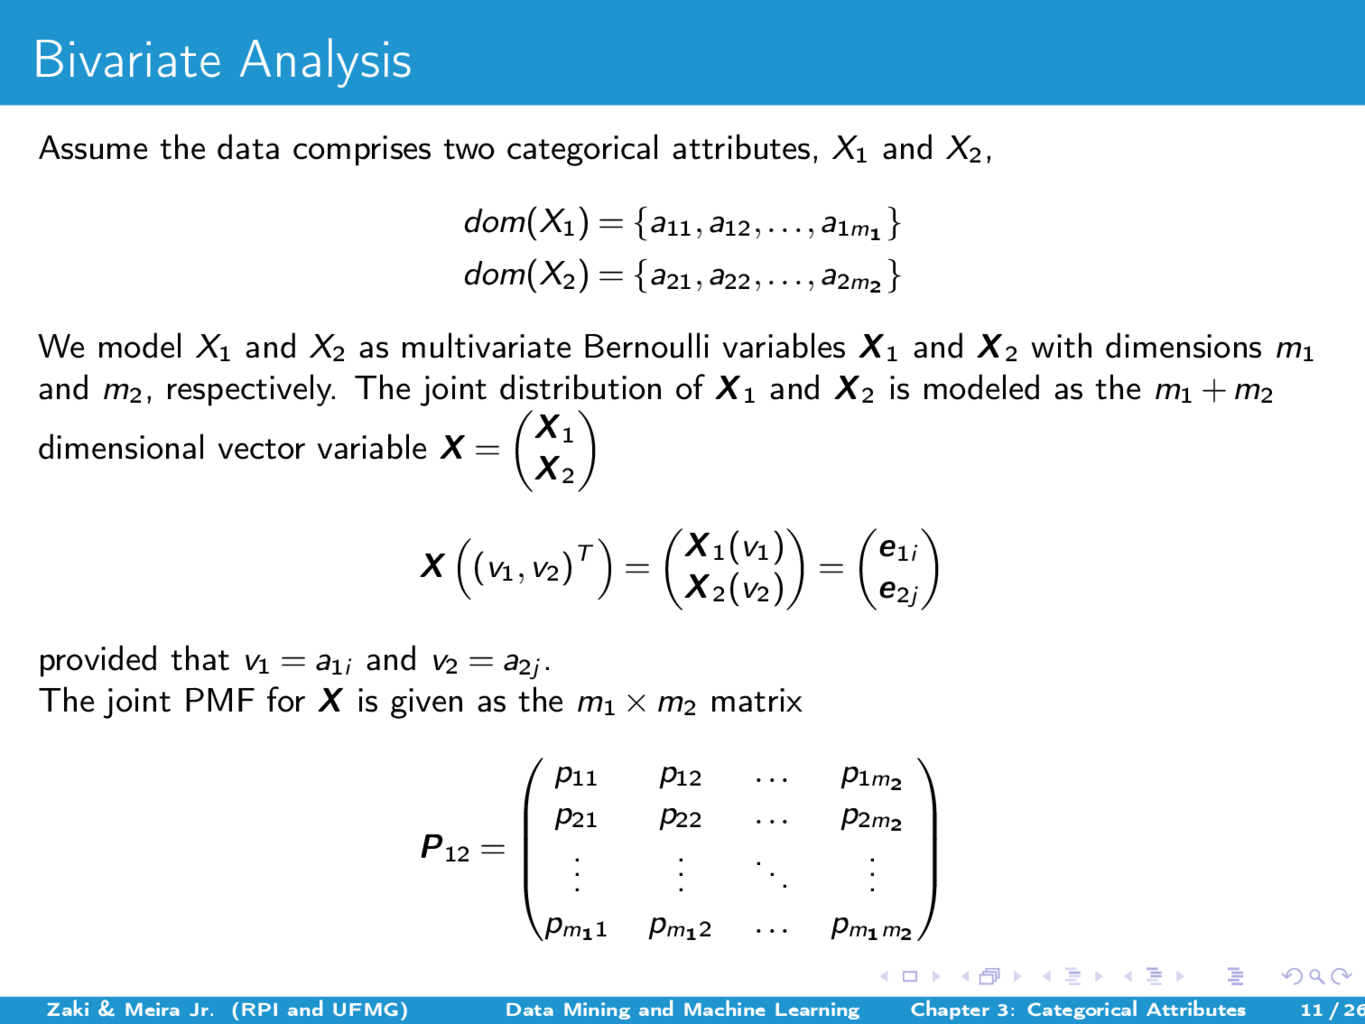 Bivariate Analysis
Assume the data comprises two categorical attributes, X₁ and X₂,
dom(X₁) = {a₁₁, a₁₂, . . . , a₁ₘ₁}
dom(X₂) = {a₂₁, a₂₂, . . . , a₂ₘ₂}
We model X₁ and X₂ as multivariate Bernoulli variables X₁ and X₂ with dimensions m₁
and m₂, respectively. The joint distribution of X₁ and X₂ is modeled as the m₁ + m₂
dimensional vector variable X = (X₁ X₂)
X ((v₁, v₂)ᵀ) = (X₁(v₁) X₂(v₂)) = (e₁ᵢ e₂ⱼ)
provided that v₁ = a₁ᵢ and v₂ = a₂ⱼ.
The joint PMF for X is given as the m₁ × m₂ matrix
p₁₁ p₁₂ . . . p₁ₘ₂
p₂₁ p₂₂ . . . p₂ₘ₂
P₁₂ = ⋮ ⋮ ⋱ ⋮
pₘ₁₁ pₘ₁₂ . . . pₘ₁ₘ₂
Zaki & Meira Jr. (RPI and UFMG) Data Mining and Machine Learning Chapter 3: Categorical Attributes 11 / 26